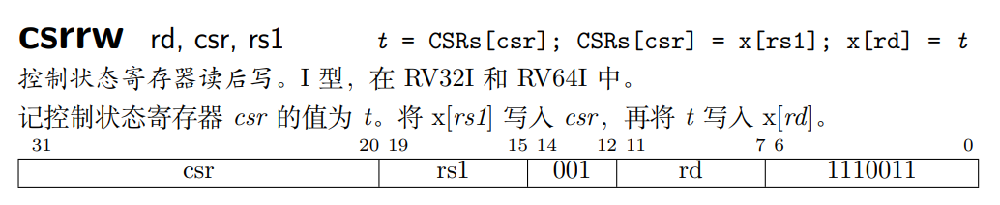 csrrw rd, csr, rs1 t = CSRs[csr]; CSRs[csr] = x[rs1]; x[rd] = t
控制状态寄存器读后写。I 型，在 RV32I 和 RV64I 中。
记控制状态寄存器 csr 的值为 t。将 x[rs1] 写入 csr，再将 t 写入 x[rd]。
31 20 19 15 14 12 11 7 6 0
csr rs1 001 rd 1110011